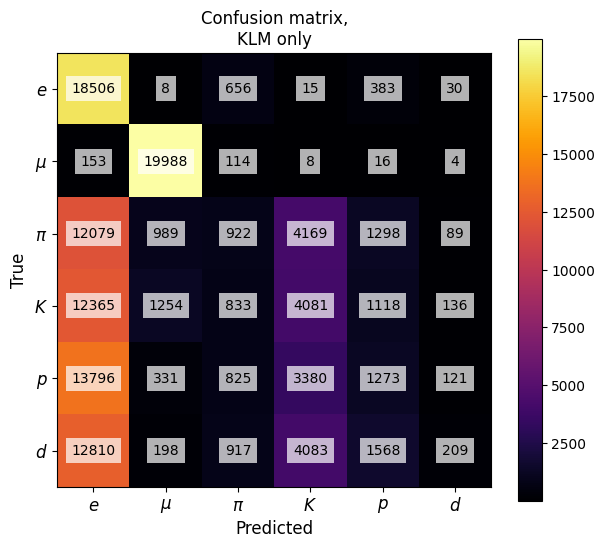 Confusion matrix,
KLM only
e 18506 8 656 15 383 30
μ 153 19988 114 8 16 4
π 12079 989 922 4169 1298 89
K 12365 1254 833 4081 1118 136
p 13796 331 825 3380 1273 121
d 12810 198 917 4083 1568 209
e μ π K p d
Predicted
True
17500
15000
12500
10000
7500
5000
2500